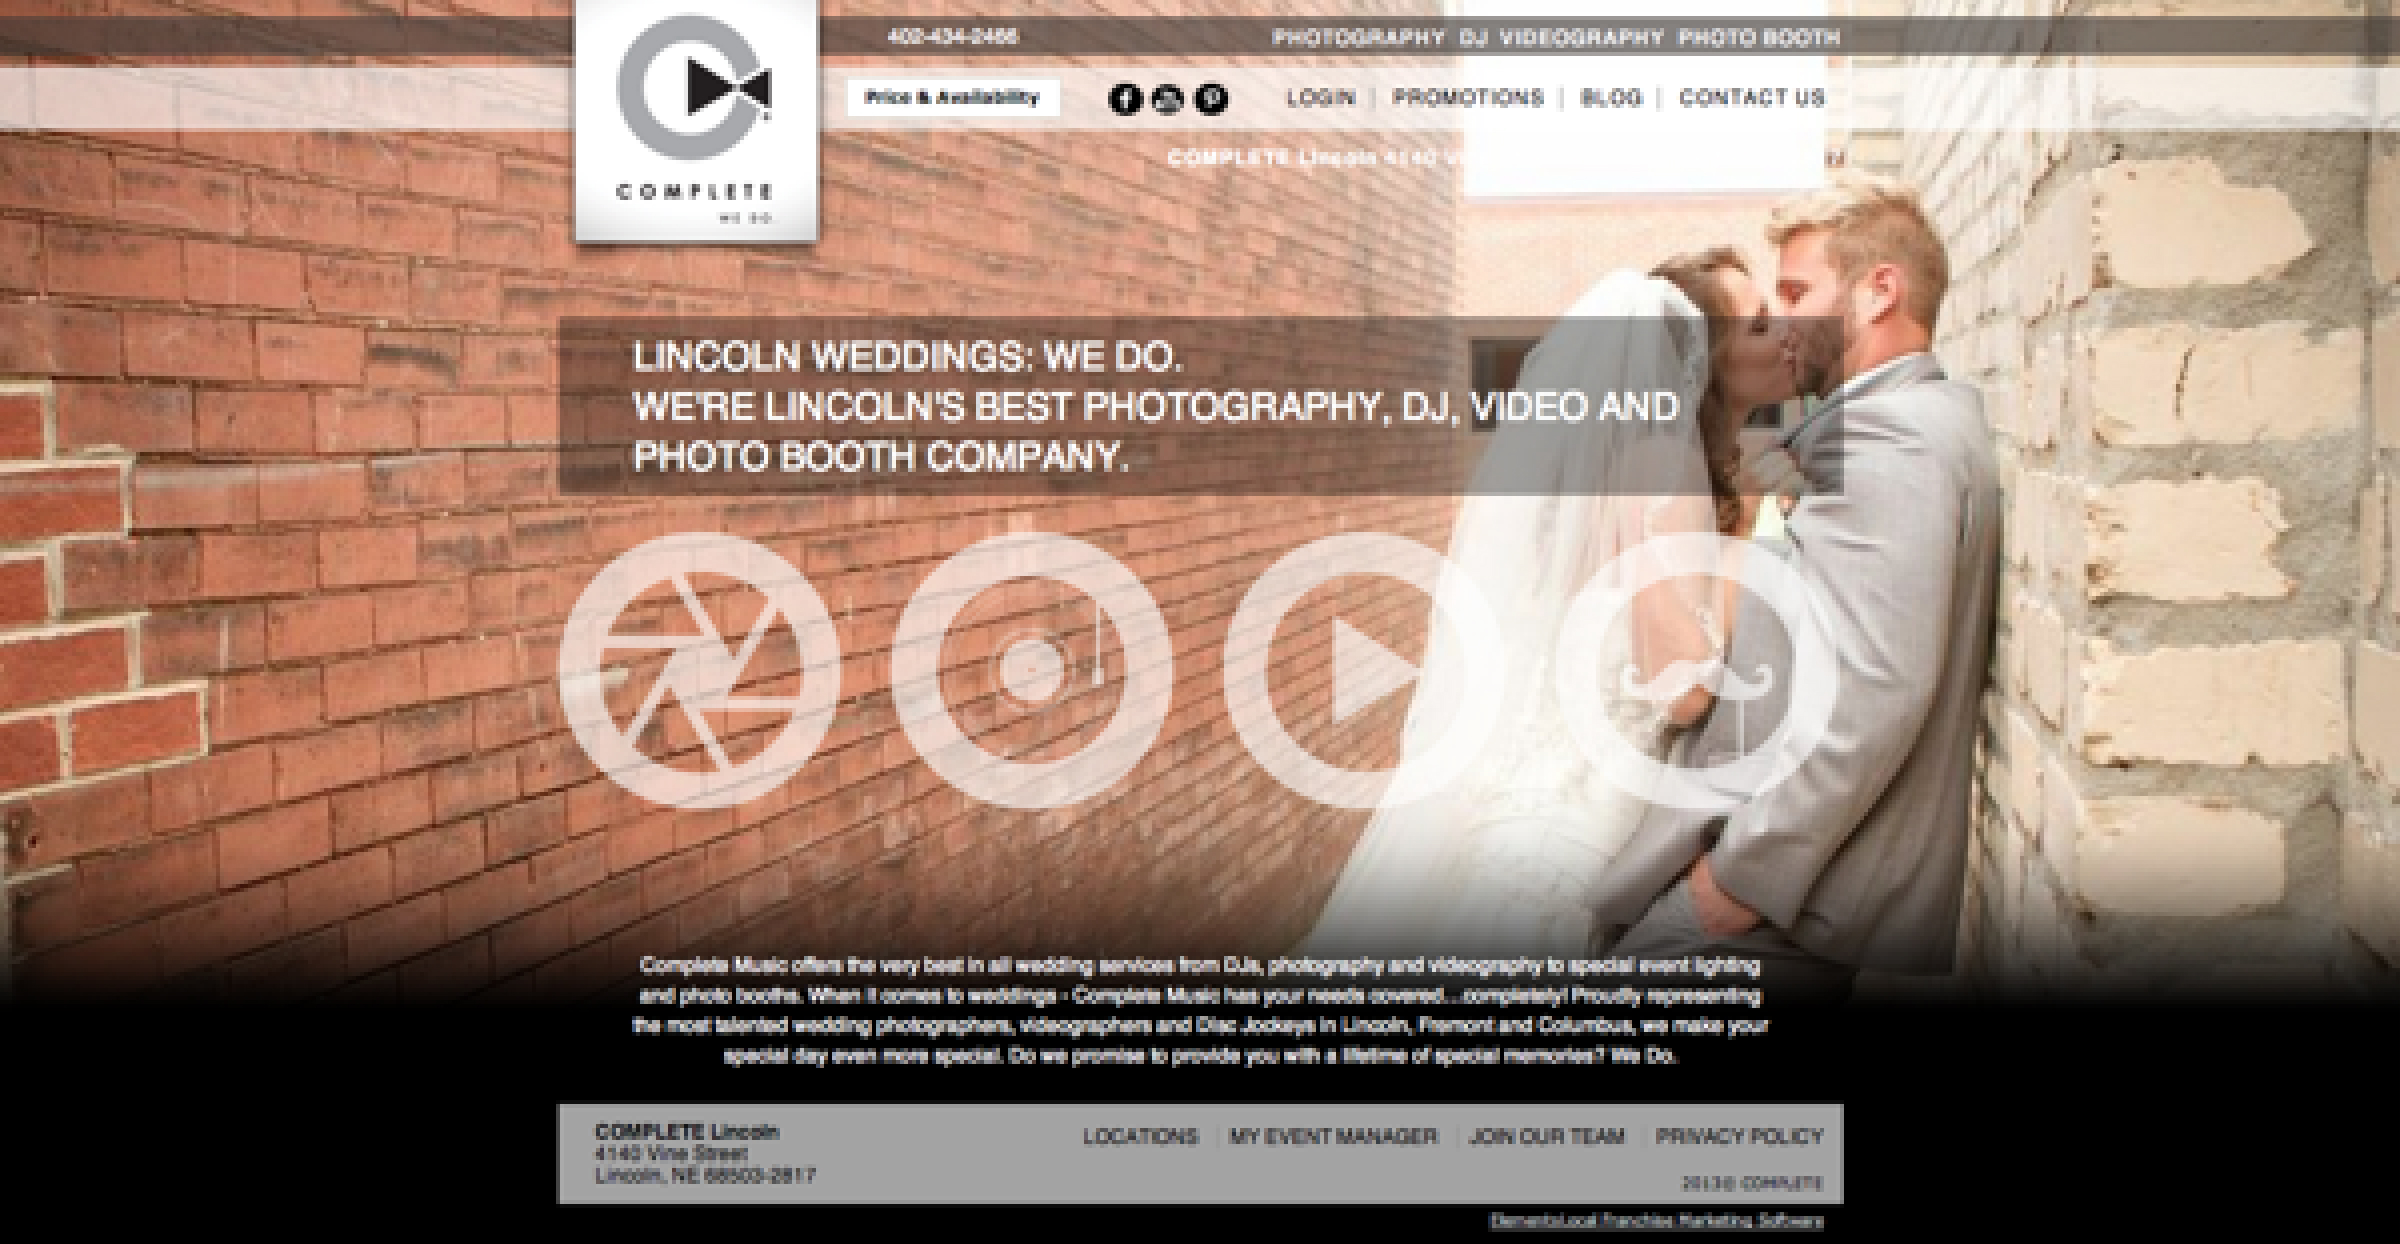 402-434-2466
PHOTOGRAPHY DJ VIDEOGRAPHY PHOTO BOOTH
COMPLETE
WE DO.
Price & Availability
LOGIN | PROMOTIONS | BLOG | CONTACT US
COMPLETE Lincoln 4140
LINCOLN WEDDINGS: WE DO.
WE'RE LINCOLN'S BEST PHOTOGRAPHY, DJ, VIDEO AND
PHOTO BOOTH COMPANY.
Complete Music offers the very best in all wedding services from DJs, photography and videography to special event lighting
and photo booths. When it comes to weddings - Complete Music has your needs covered...completely! Proudly representing
the most talented wedding photographers, videographers and Disc Jockeys in Lincoln, Fremont and Columbus, we make your
special day even more special. Do we promise to provide you with a lifetime of special memories? We Do.
COMPLETE Lincoln
4140 Vine Street
Lincoln, NE 68503-2817
LOCATIONS | MY EVENT MANAGER | JOIN OUR TEAM | PRIVACY POLICY
2013© COMPLETE
ElementsLocal Franchise Marketing Software